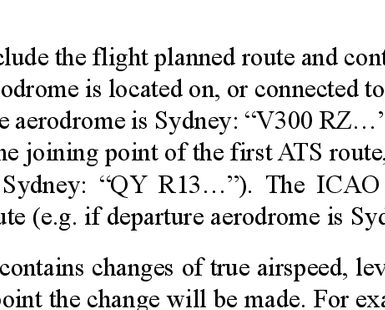 clude the flight planned route and cont
odrome is located on, or connected to
e aerodrome is Sydney: “V300 RZ…”
ne joining point of the first ATS route,
Sydney: “QY R13…”). The ICAO
ute (e.g. if departure aerodrome is Syd
contains changes of true airspeed, lev
point the change will be made. For exa